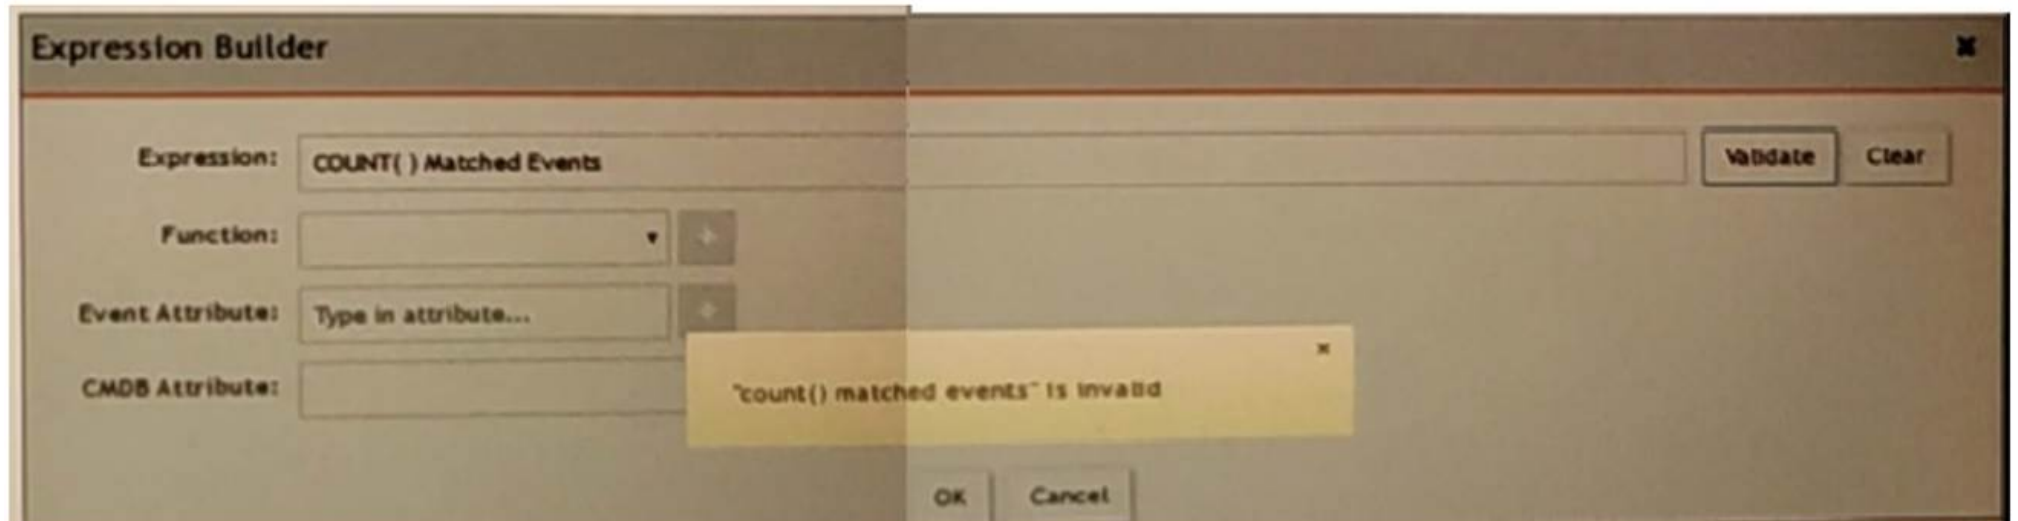 Expression Builder
Expression: COUNT( ) Matched Events Validate Clear
Function:
Event Attribute: Type in attribute...
CMDB Attribute:
"count() matched events" is invalid
OK Cancel